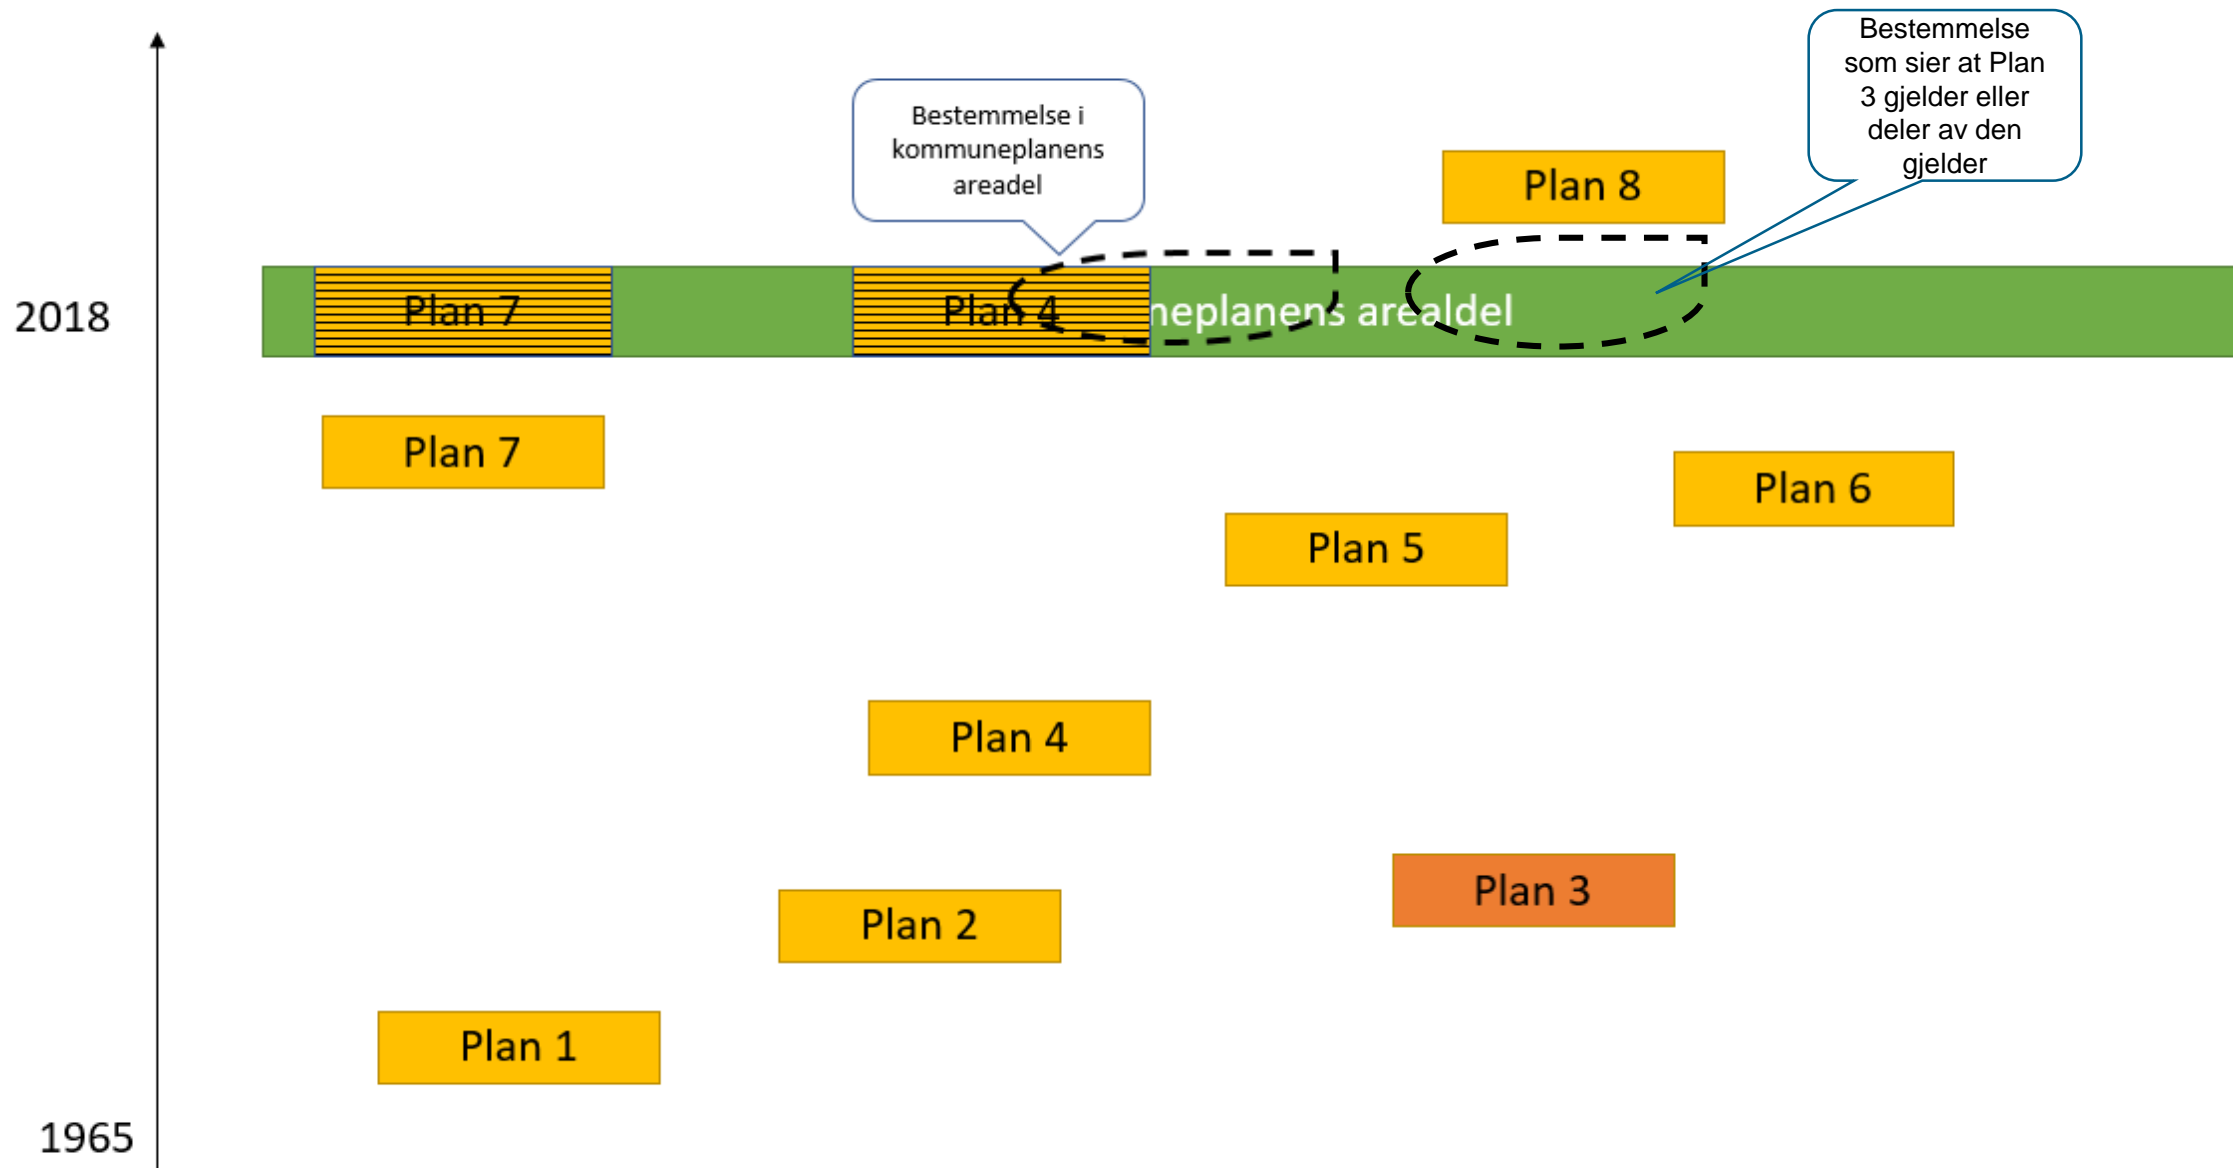 Bestemmelse
som sier at Plan
3 gjelder eller
deler av den
gjelder
Bestemmelse i
kommuneplanens
areadel
Plan 8
2018
Plan 7
Plan 4
neplanens arealdel
Plan 7
Plan 6
Plan 5
Plan 4
Plan 3
Plan 2
Plan 1
1965